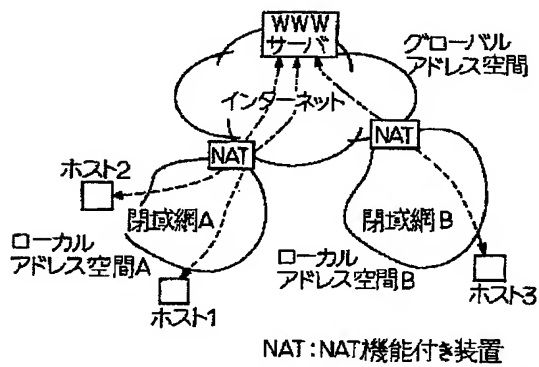 WWW
サーバ
グローバル
アドレス空間
インターネット
NAT
NAT
ホスト2
閉域網A
閉域網B
ローカル
アドレス空間A
ローカル
アドレス空間B
ホスト1
ホスト3
NAT:NAT機能付き装置